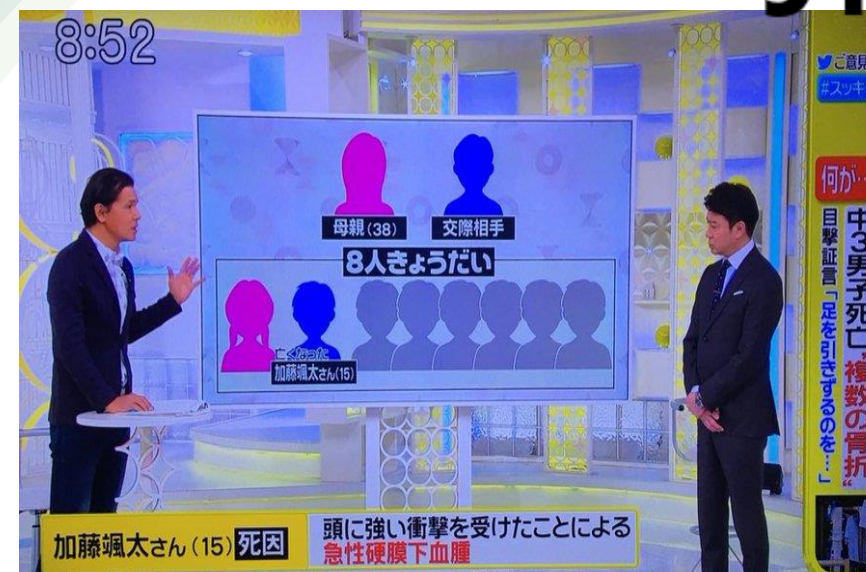 8:52
ご意見
#スッキ
母親(38)
交際相手
8人きょうだい
亡くなった
加藤颯太さん(15)
何が…
中3男子死亡“複数の骨折”
目撃証言「足を引きずるのを…」
加藤颯太さん(15)死因
頭に強い衝撃を受けたことによる
急性硬膜下血腫